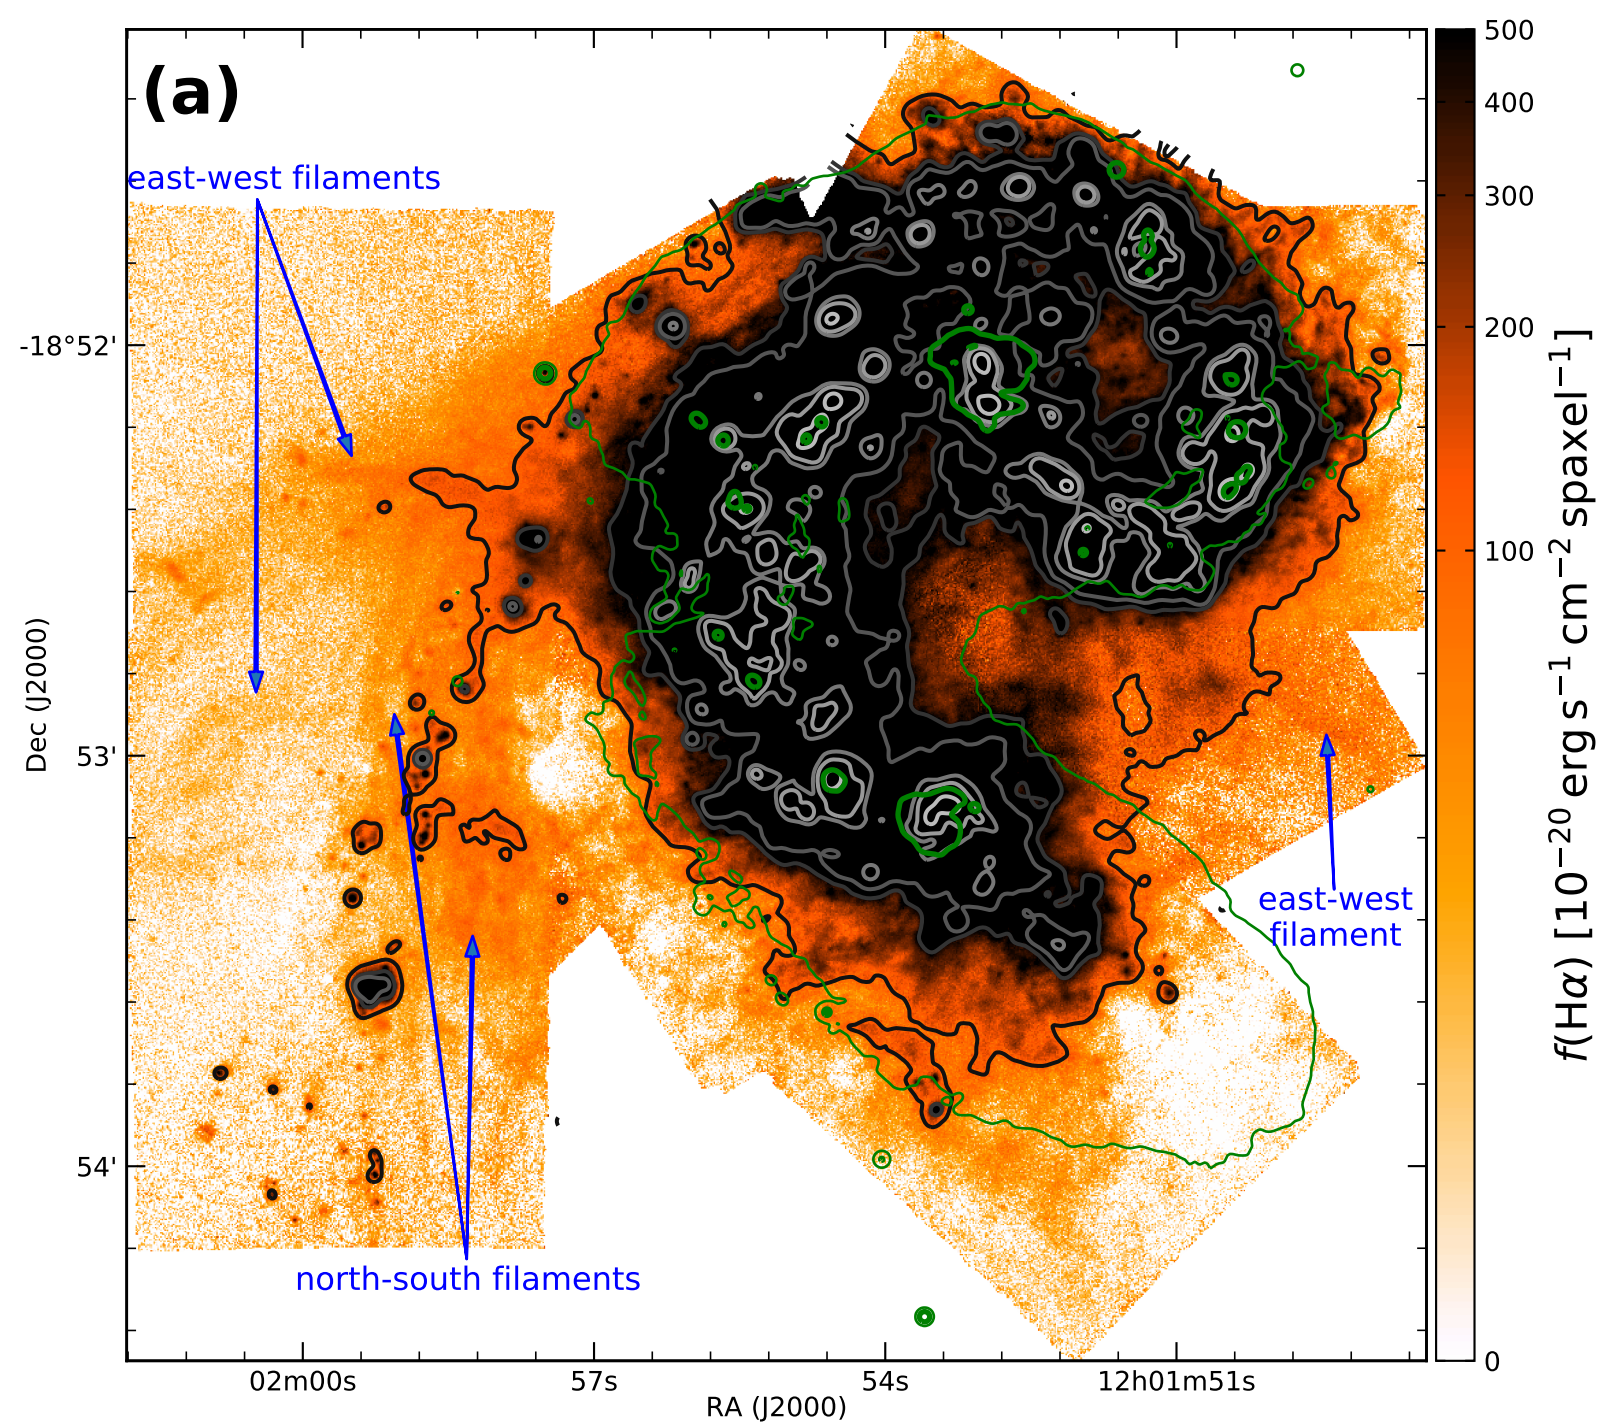 (a)
east-west filaments
east-west
filament
north-south filaments
-18°52'
53'
54'
Dec (J2000)
02m00s
57s
54s
12h01m51s
RA (J2000)
500
400
300
200
100
0
f(Hα) [10⁻²⁰ erg s⁻¹ cm⁻² spaxel⁻¹]